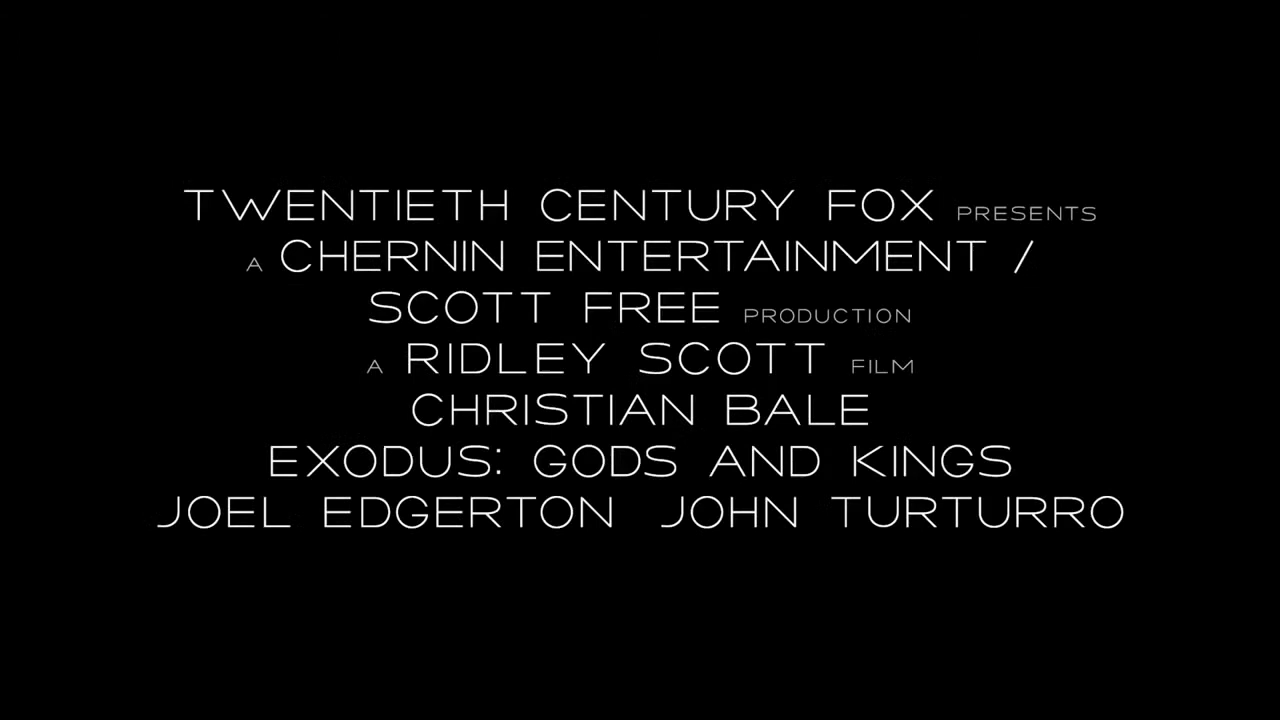 TWENTIETH CENTURY FOX PRESENTS
A CHERNIN ENTERTAINMENT /
SCOTT FREE PRODUCTION
A RIDLEY SCOTT FILM
CHRISTIAN BALE
EXODUS: GODS AND KINGS
JOEL EDGERTON JOHN TURTURRO